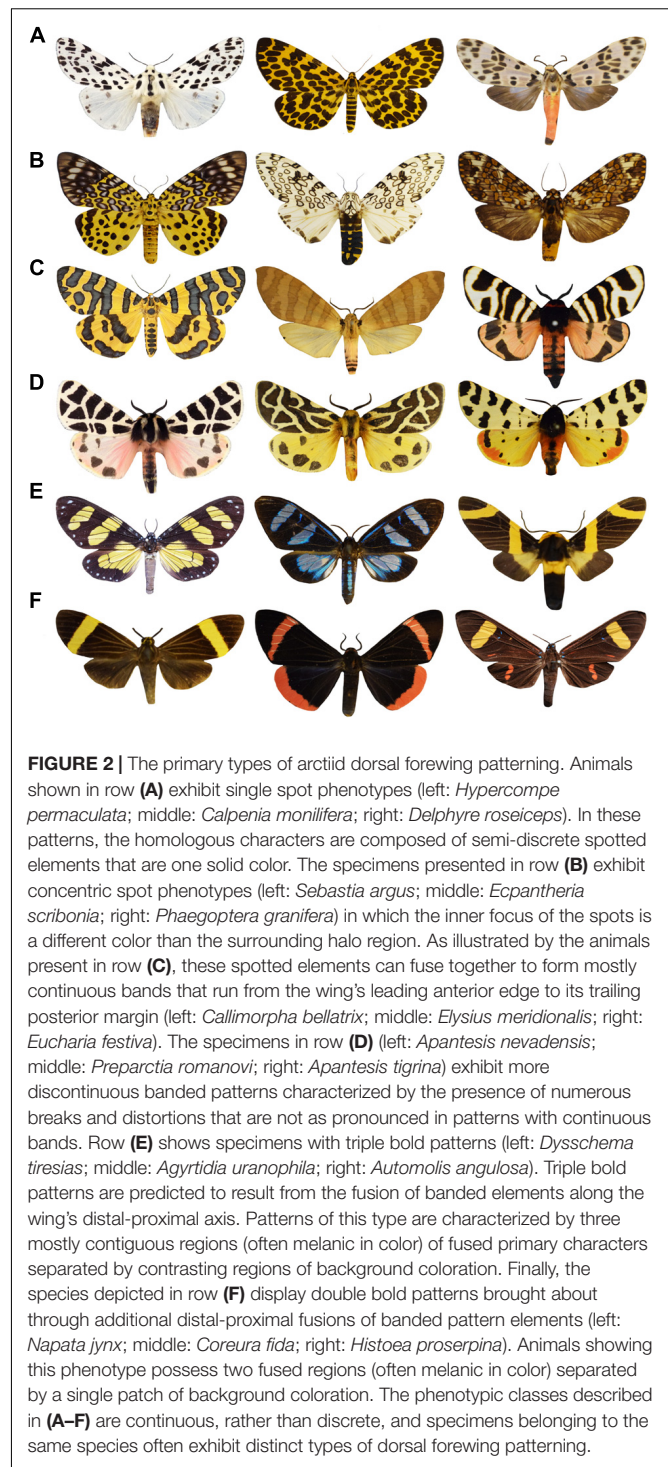 A
B
C
D
E
F
FIGURE 2 | The primary types of arctiid dorsal forewing patterning. Animals
shown in row (A) exhibit single spot phenotypes (left: Hypercompe
permaculata; middle: Calpenia monilifera; right: Delphyre roseiceps). In these
patterns, the homologous characters are composed of semi-discrete spotted
elements that are one solid color. The specimens presented in row (B) exhibit
concentric spot phenotypes (left: Sebastia argus; middle: Ecpantheria
scribonia; right: Phaegoptera granifera) in which the inner focus of the spots is
a different color than the surrounding halo region. As illustrated by the animals
present in row (C), these spotted elements can fuse together to form mostly
continuous bands that run from the wing's leading anterior edge to its trailing
posterior margin (left: Callimorpha bellatrix; middle: Elysius meridionalis; right:
Eucharia festiva). The specimens in row (D) (left: Apantesis nevadensis;
middle: Preparctia romanovi; right: Apantesis tigrina) exhibit more
discontinuous banded patterns characterized by the presence of numerous
breaks and distortions that are not as pronounced in patterns with continuous
bands. Row (E) shows specimens with triple bold patterns (left: Dysschema
tiresias; middle: Agyrtidia uranophila; right: Automolis angulosa). Triple bold
patterns are predicted to result from the fusion of banded elements along the
wing's distal-proximal axis. Patterns of this type are characterized by three
mostly contiguous regions (often melanic in color) of fused primary characters
separated by contrasting regions of background coloration. Finally, the
species depicted in row (F) display double bold patterns brought about
through additional distal-proximal fusions of banded pattern elements (left:
Napata jynx; middle: Coreura fida; right: Histoea proserpina). Animals showing
this phenotype possess two fused regions (often melanic in color) separated
by a single patch of background coloration. The phenotypic classes described
in (A–F) are continuous, rather than discrete, and specimens belonging to the
same species often exhibit distinct types of dorsal forewing patterning.